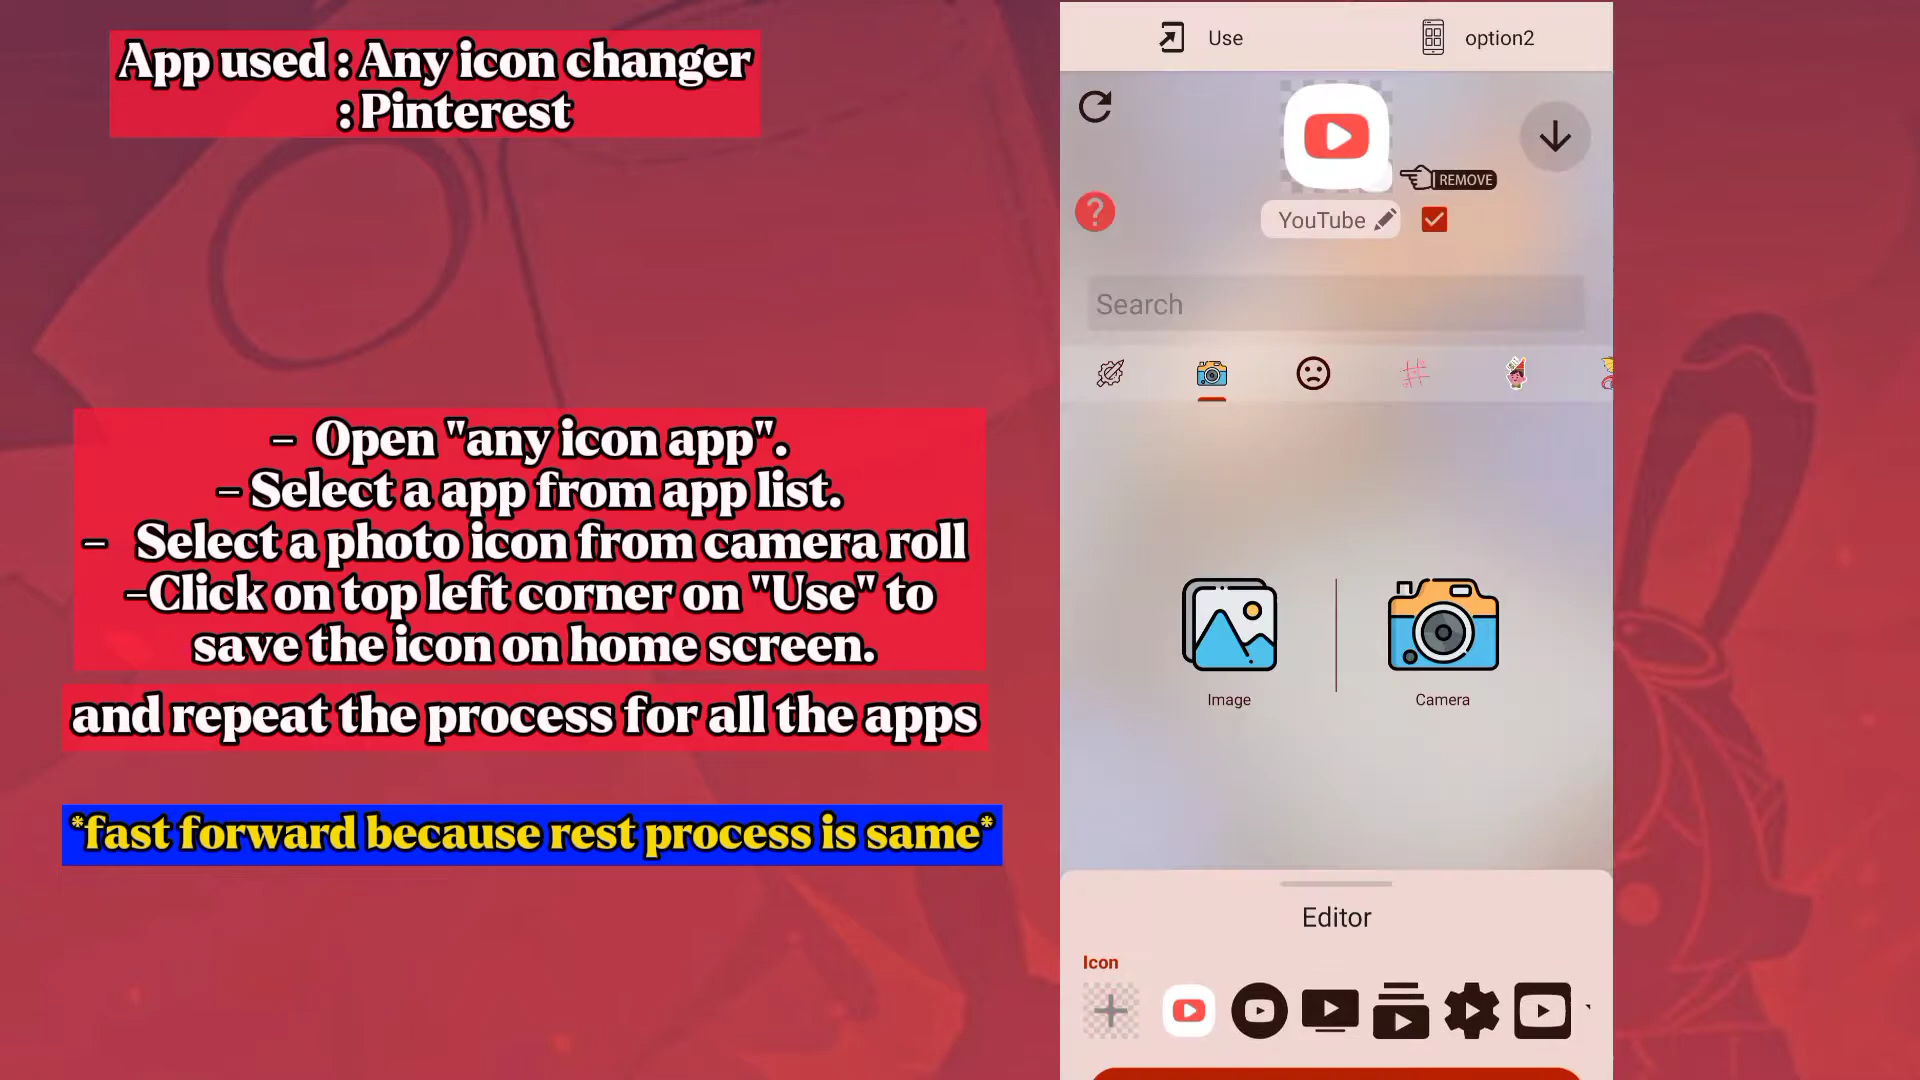 App used : Any icon changer
: Pinterest
- Open "any icon app".
- Select a app from app list.
- Select a photo icon from camera roll
-Click on top left corner on "Use" to
save the icon on home screen.
and repeat the process for all the apps
*fast forward because rest process is same*
Use
option2
REMOVE
?
YouTube
Search
Image
Camera
Editor
Icon